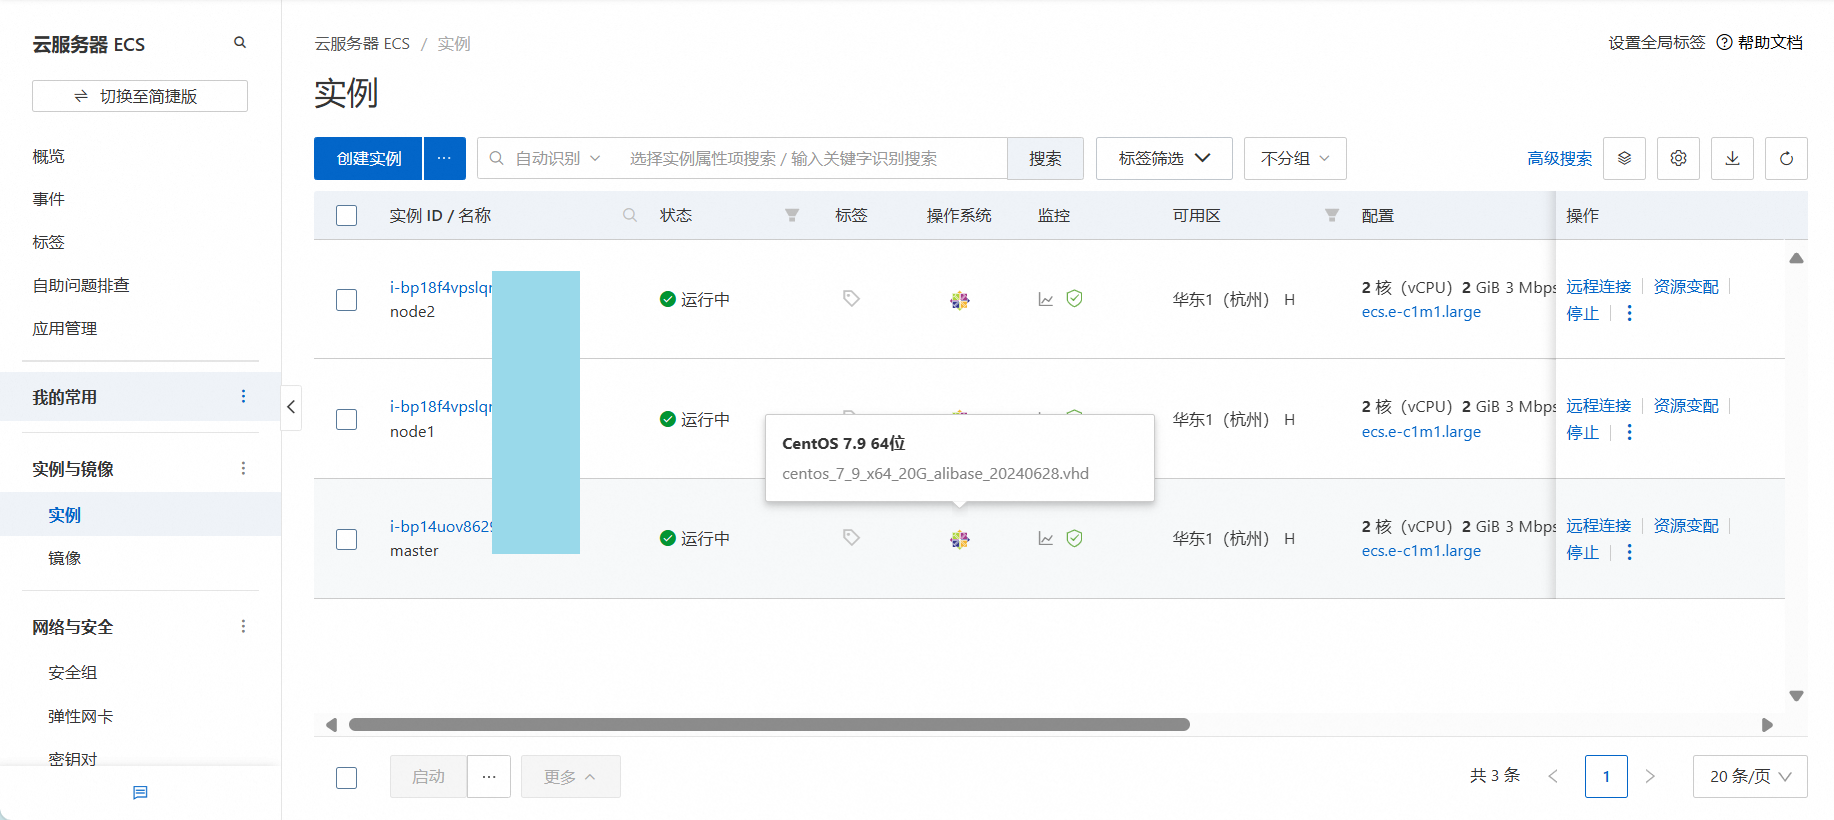 云服务器 ECS
切换至简捷版
概览
事件
标签
自助问题排查
应用管理
我的常用
实例与镜像
实例
镜像
网络与安全
安全组
弹性网卡
密钥对
云服务器 ECS / 实例
设置全局标签 帮助文档
实例
创建实例 ··· 自动识别 选择实例属性项搜索 / 输入关键字识别搜索 搜索 标签筛选 不分组 高级搜索
实例 ID / 名称 状态 标签 操作系统 监控 可用区 配置 操作
i-bp18f4vpslqr
node2
运行中
华东1（杭州） H
2 核（vCPU）2 GiB 3 Mbps
ecs.e-c1m1.large
远程连接 资源变配
停止
i-bp18f4vpslqr
node1
运行中
华东1（杭州） H
2 核（vCPU）2 GiB 3 Mbps
ecs.e-c1m1.large
远程连接 资源变配
停止
CentOS 7.9 64位
centos_7_9_x64_20G_alibase_20240628.vhd
i-bp14uov8629
master
运行中
华东1（杭州） H
2 核（vCPU）2 GiB 3 Mbps
ecs.e-c1m1.large
远程连接 资源变配
停止
启动 ··· 更多
共 3 条 < 1 > 20 条/页